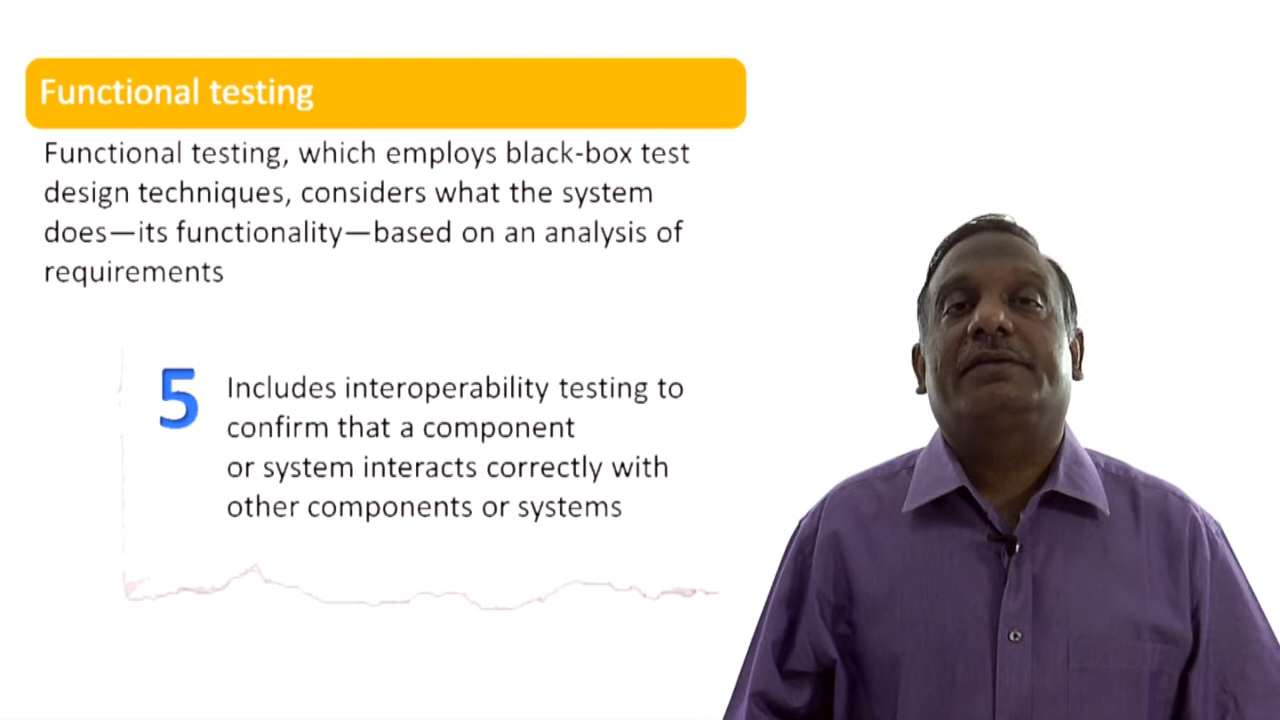 Functional testing
Functional testing, which employs black-box test
design techniques, considers what the system
does—its functionality—based on an analysis of
requirements
5
Includes interoperability testing to
confirm that a component
or system interacts correctly with
other components or systems